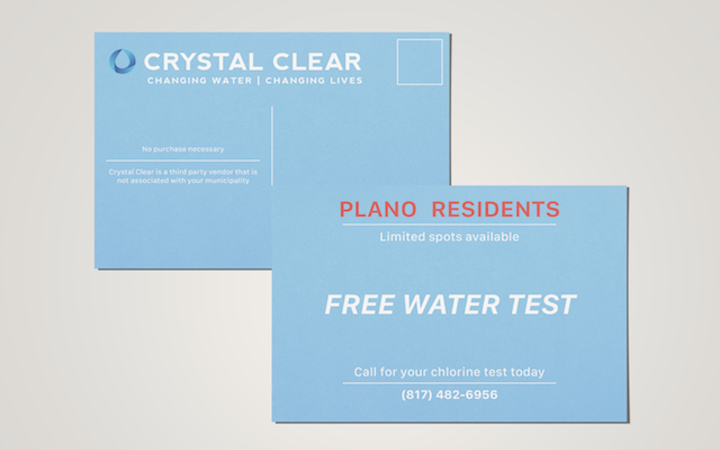 CRYSTAL CLEAR
CHANGING WATER | CHANGING LIVES
No purchase necessary
Crystal Clear is a third party vendor that is
not associated with your municipality
PLANO RESIDENTS
Limited spots available
FREE WATER TEST
Call for your chlorine test today
(817) 482-6956